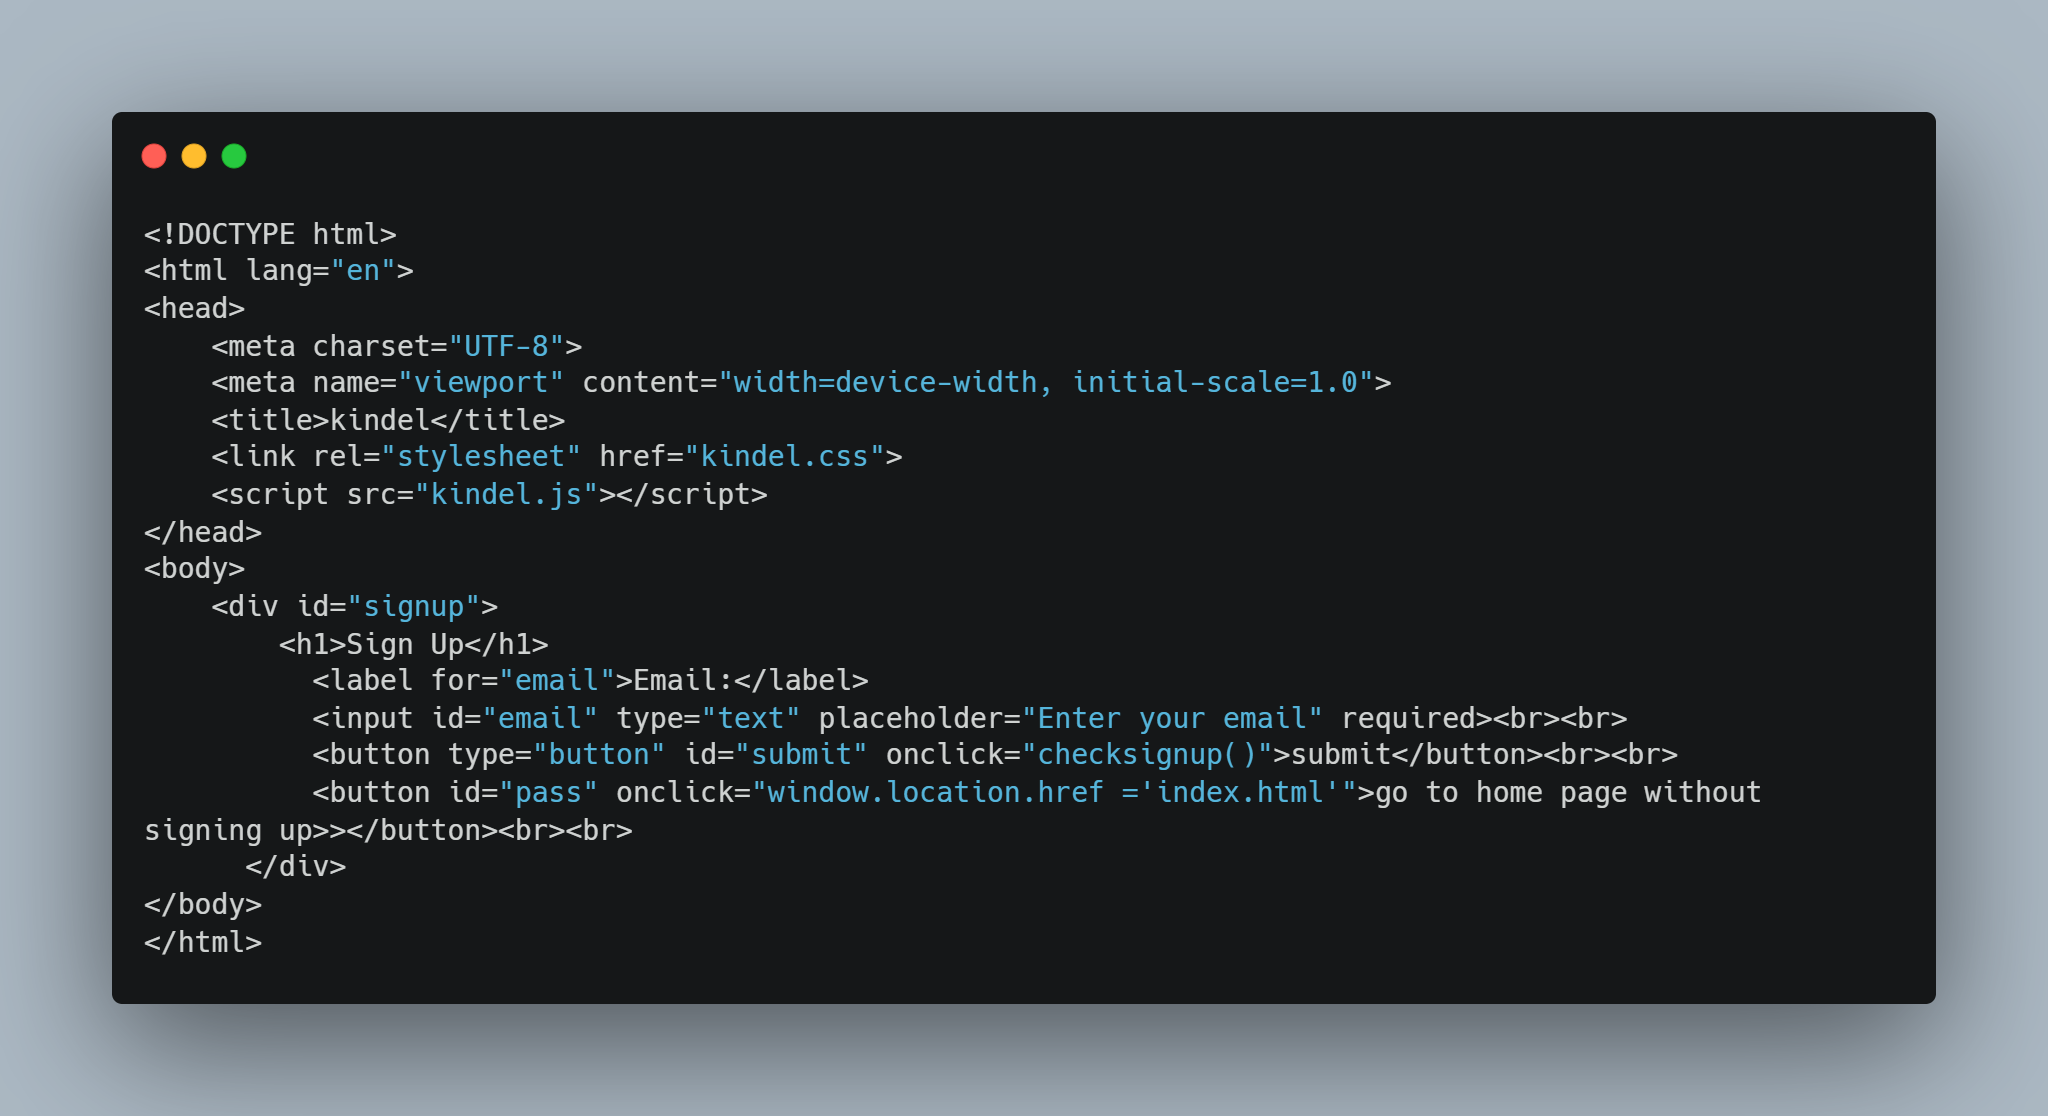 <!DOCTYPE html>
<html lang="en">
<head>
    <meta charset="UTF-8">
    <meta name="viewport" content="width=device-width, initial-scale=1.0">
    <title>kindel</title>
    <link rel="stylesheet" href="kindel.css">
    <script src="kindel.js"></script>
</head>
<body>
    <div id="signup">
        <h1>Sign Up</h1>
          <label for="email">Email:</label>
          <input id="email" type="text" placeholder="Enter your email" required><br><br>
          <button type="button" id="submit" onclick="checksignup()">submit</button><br><br>
          <button id="pass" onclick="window.location.href ='index.html'">go to home page without
signing up>></button><br><br>
      </div>
</body>
</html>